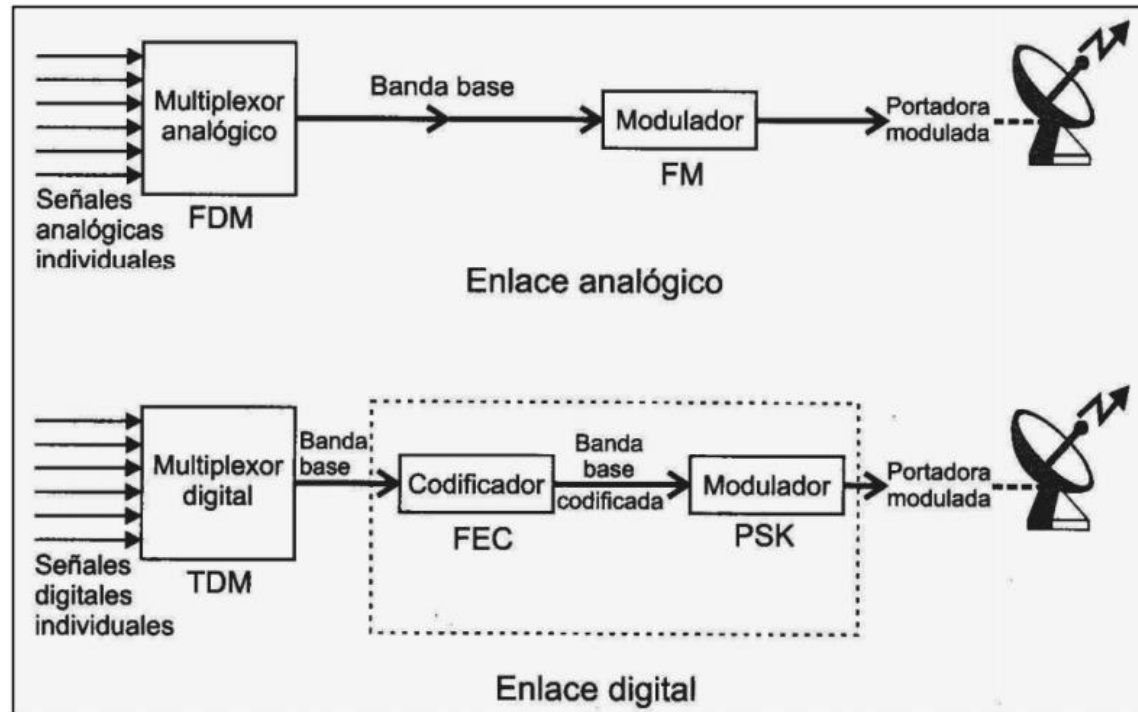 Multiplexor
analógico
FDM
Señales
analógicas
individuales
Banda base
Modulador
FM
Portadora
modulada
Enlace analógico
Multiplexor
digital
TDM
Señales
digitales
individuales
Banda
base
Codificador
FEC
Banda
base
codificada
Modulador
PSK
Portadora
modulada
Enlace digital